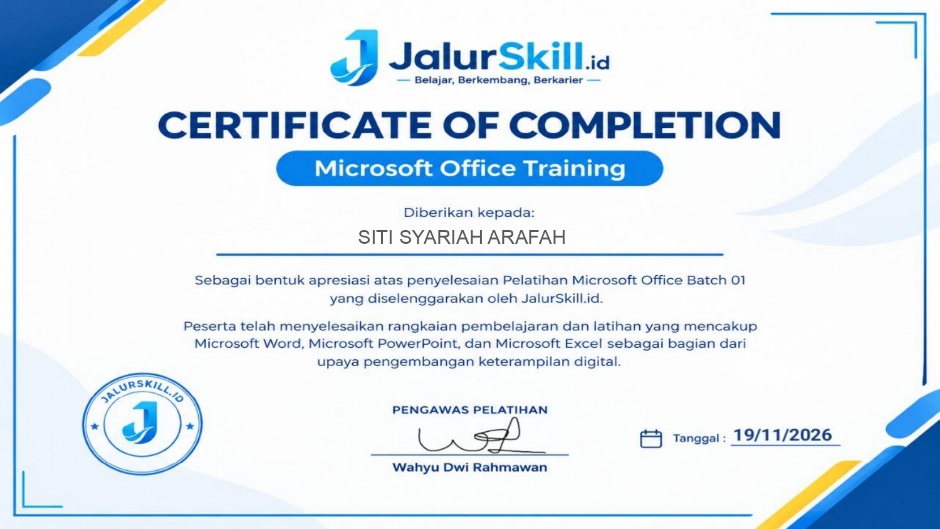 JalurSkill.id
Belajar, Berkembang, Berkarier
CERTIFICATE OF COMPLETION
Microsoft Office Training
Diberikan kepada:
SITI SYARIAH ARAFAH
Sebagai bentuk apresiasi atas penyelesaian Pelatihan Microsoft Office Batch 01
yang diselenggarakan oleh JalurSkill.id.
Peserta telah menyelesaikan rangkaian pembelajaran dan latihan yang mencakup
Microsoft Word, Microsoft PowerPoint, dan Microsoft Excel sebagai bagian dari
upaya pengembangan keterampilan digital.
JALURSKILL.ID
PENGAWAS PELATIHAN
Wahyu Dwi Rahmawan
Tanggal : 19/11/2026